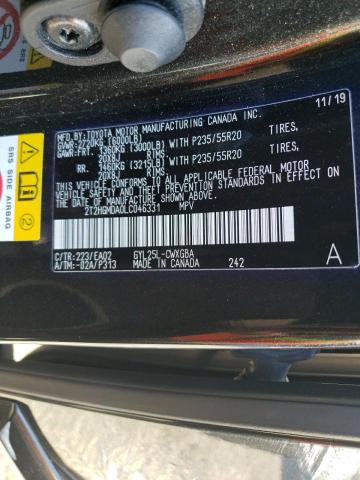 MFD.BY:TOYOTA MOTOR MANUFACTURING CANADA INC. 11/19
GVWR:2720KG(6000LB)
GAWR:FRT. 1360KG(3000LB)WITH P235/55R20 TIRES,
20X8J RIMS,
RR. 1460KG(3215LB)WITH P235/55R20 TIRES,
20X8J RIMS,
THIS VEHICLE CONFORMS TO ALL APPLICABLE
FEDERAL MOTOR VEHICLE SAFETY
STANDARDS IN EFFECT ON THE DATE OF
MANUFACTURE SHOWN ABOVE.
2T2HGMDA0LC046331 MPV
C/TR:223/EA02 GYL25L-CWXGBA
A/TM:-02A/P313 MADE IN CANADA 242 A
SRS SIDE AIRBAG